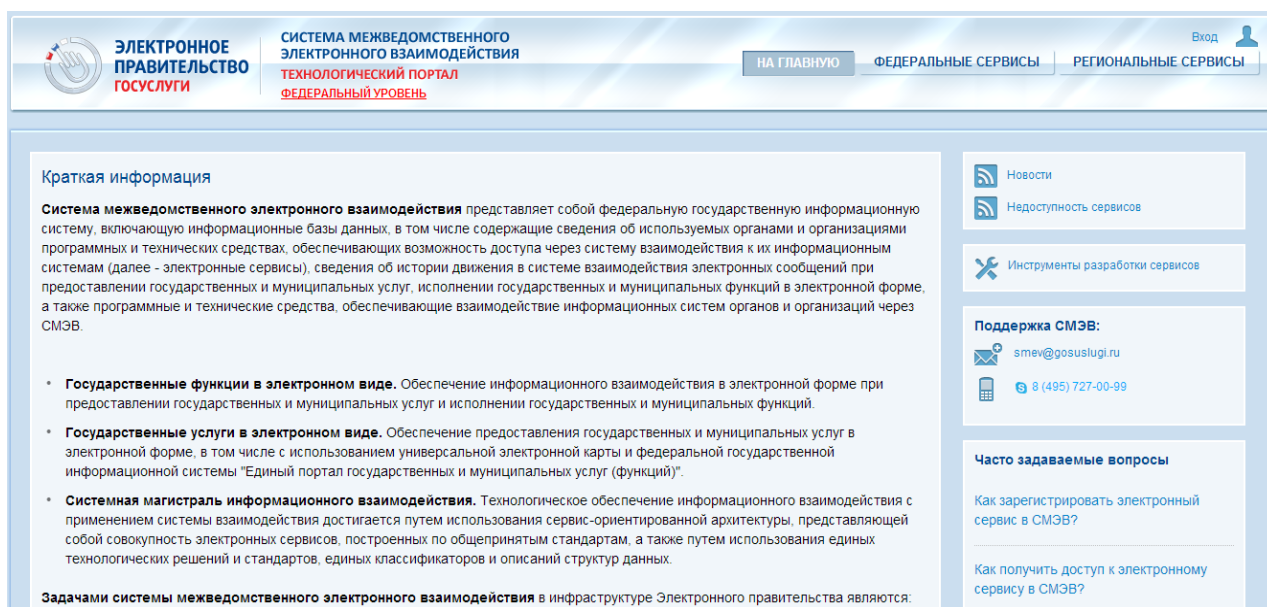 ЭЛЕКТРОННОЕ
ПРАВИТЕЛЬСТВО
ГОСУСЛУГИ
СИСТЕМА МЕЖВЕДОМСТВЕННОГО
ЭЛЕКТРОННОГО ВЗАИМОДЕЙСТВИЯ
ТЕХНОЛОГИЧЕСКИЙ ПОРТАЛ
ФЕДЕРАЛЬНЫЙ УРОВЕНЬ
Вход
НА ГЛАВНУЮ
ФЕДЕРАЛЬНЫЕ СЕРВИСЫ
РЕГИОНАЛЬНЫЕ СЕРВИСЫ
Краткая информация
Система межведомственного электронного взаимодействия представляет собой федеральную государственную информационную
систему, включающую информационные базы данных, в том числе содержащие сведения об используемых органами и организациями
программных и технических средствах, обеспечивающих возможность доступа через систему взаимодействия к их информационным
системам (далее - электронные сервисы), сведения об истории движения в системе взаимодействия электронных сообщений при
предоставлении государственных и муниципальных услуг, исполнении государственных и муниципальных функций в электронной форме,
а также программные и технические средства, обеспечивающие взаимодействие информационных систем органов и организаций через
СМЭВ.
• Государственные функции в электронном виде. Обеспечение информационного взаимодействия в электронной форме при
предоставлении государственных и муниципальных услуг и исполнении государственных и муниципальных функций.
• Государственные услуги в электронном виде. Обеспечение предоставления государственных и муниципальных услуг в
электронной форме, в том числе с использованием универсальной электронной карты и федеральной государственной
информационной системы "Единый портал государственных и муниципальных услуг (функций)".
• Системная магистраль информационного взаимодействия. Технологическое обеспечение информационного взаимодействия с
применением системы взаимодействия достигается путем использования сервис-ориентированной архитектуры, представляющей
собой совокупность электронных сервисов, построенных по общепринятым стандартам, а также путем использования единых
технологических решений и стандартов, единых классификаторов и описаний структур данных.
Задачами системы межведомственного электронного взаимодействия в инфраструктуре Электронного правительства являются:
Новости
Недоступность сервисов
Инструменты разработки сервисов
Поддержка СМЭВ:
smev@gosuslugi.ru
8 (495) 727-00-99
Часто задаваемые вопросы
Как зарегистрировать электронный
сервис в СМЭВ?
Как получить доступ к электронному
сервису в СМЭВ?